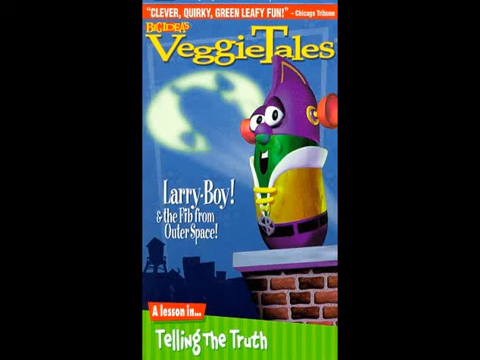 "CLEVER, QUIRKY, GREEN LEAFY FUN!" - Chicago Tribune
BIG IDEA'S
VeggieTales
Larry-Boy!
& the Fib from
Outer Space!
A lesson in...
Telling The Truth